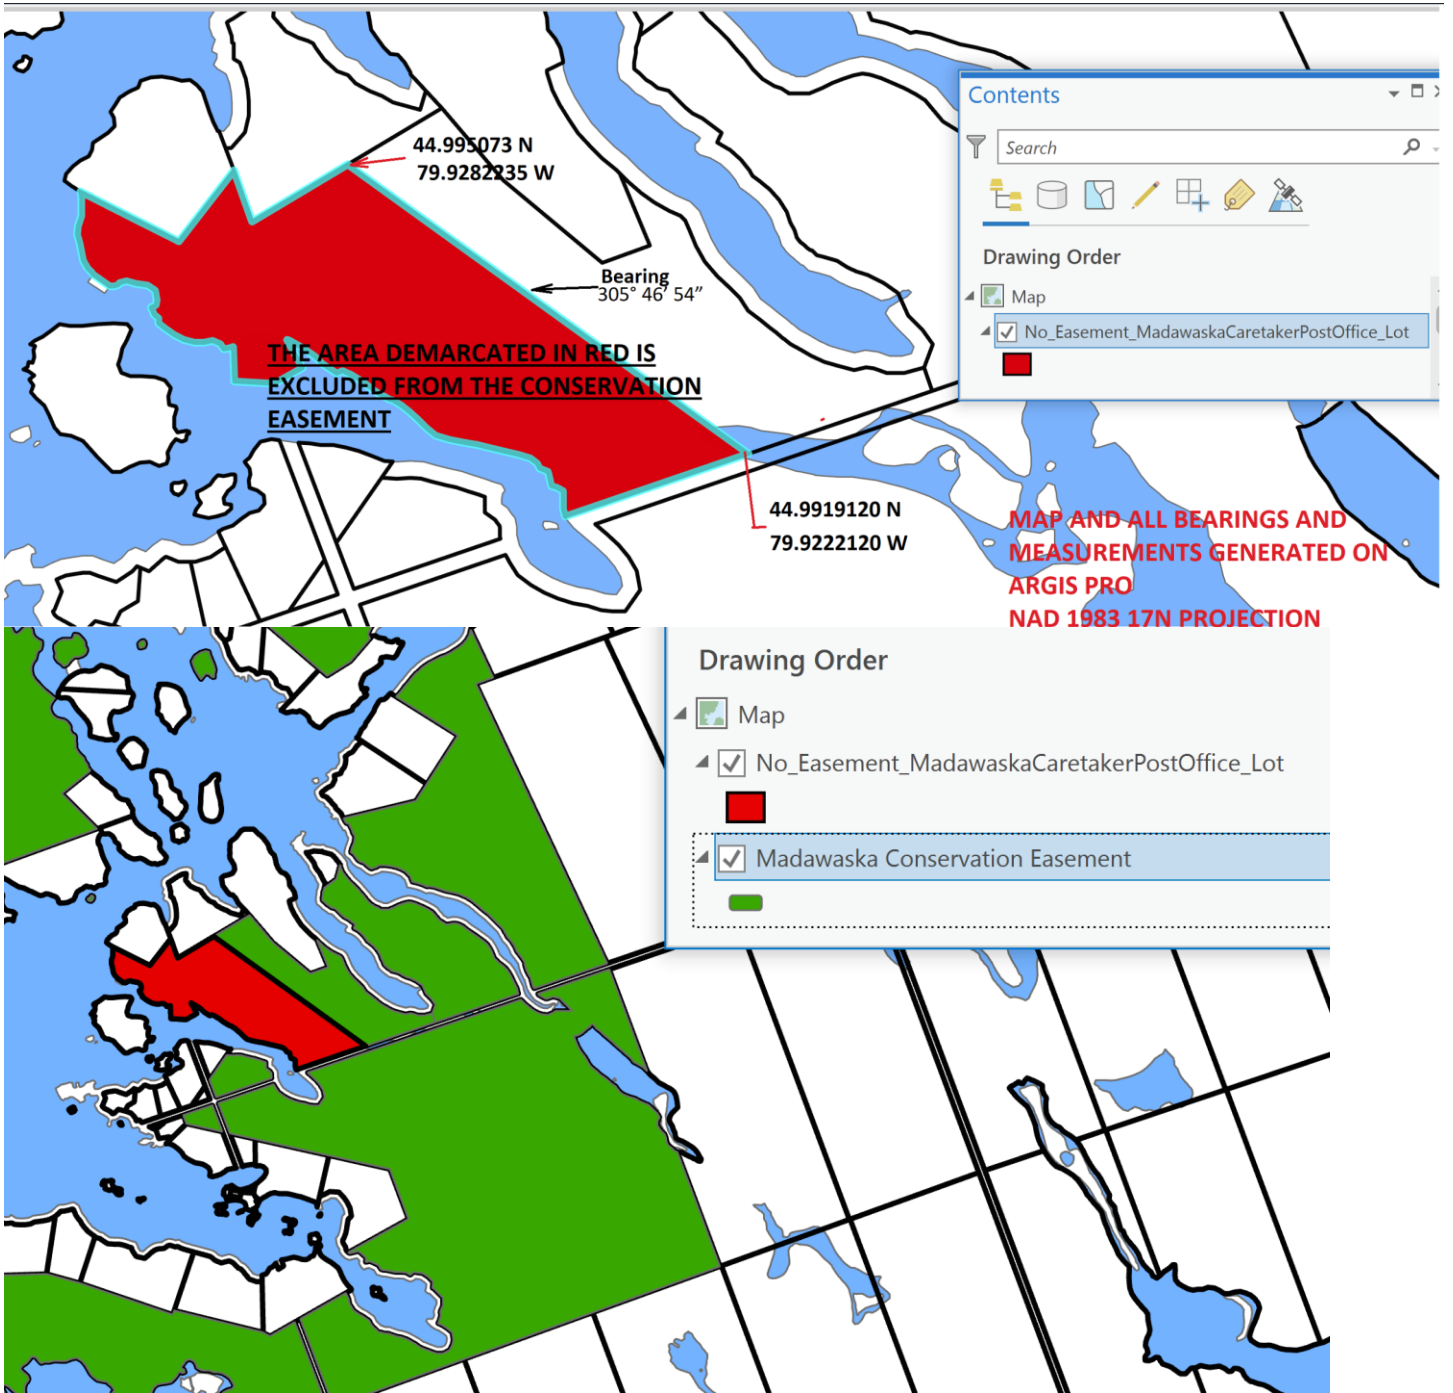 Contents
Search
44.995073 N
79.9282235 W
Drawing Order
Bearing
305° 46' 54"
Map
No_Easement_MadawaskaCaretakerPostOffice_Lot
THE AREA DEMARCATED IN RED IS
EXCLUDED FROM THE CONSERVATION
EASEMENT
44.9919120 N
79.9222120 W
MAP AND ALL BEARINGS AND
MEASUREMENTS GENERATED ON
ARGIS PRO
NAD 1983 17N PROJECTION
Drawing Order
Map
No_Easement_MadawaskaCaretakerPostOffice_Lot
Madawaska Conservation Easement